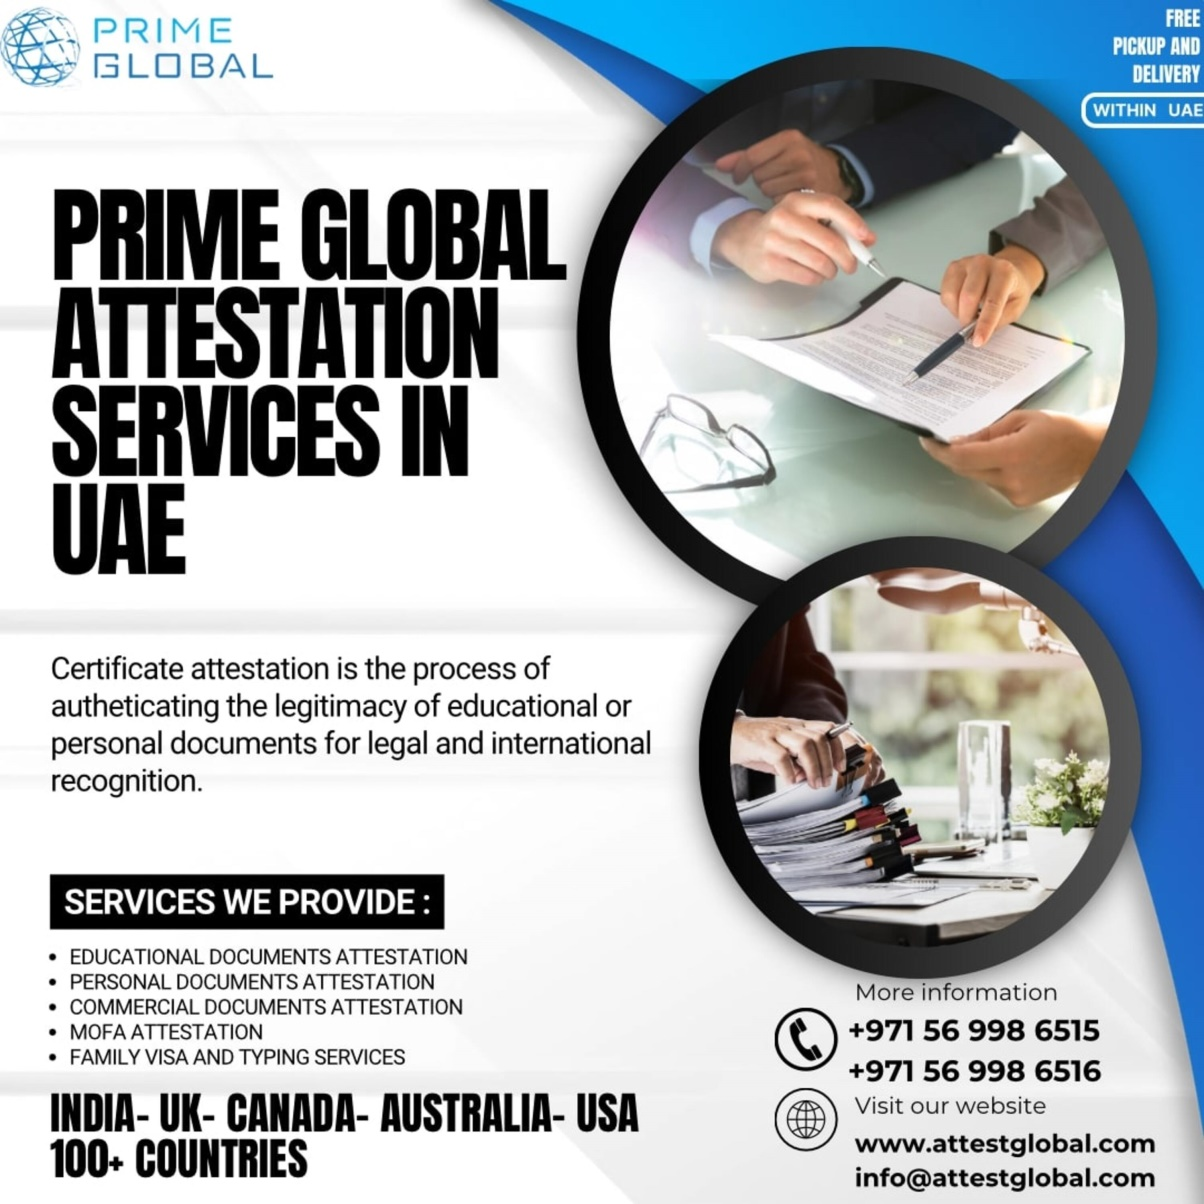 PRIME
GLOBAL
FREE
PICKUP AND
DELIVERY
WITHIN UAE
PRIME GLOBAL
ATTESTATION
SERVICES IN
UAE
Certificate attestation is the process of
autheticating the legitimacy of educational or
personal documents for legal and international
recognition.
SERVICES WE PROVIDE :
• EDUCATIONAL DOCUMENTS ATTESTATION
• PERSONAL DOCUMENTS ATTESTATION
• COMMERCIAL DOCUMENTS ATTESTATION
• MOFA ATTESTATION
• FAMILY VISA AND TYPING SERVICES
INDIA- UK- CANADA- AUSTRALIA- USA
100+ COUNTRIES
More information
+971 56 998 6515
+971 56 998 6516
Visit our website
www.attestglobal.com
info@attestglobal.com